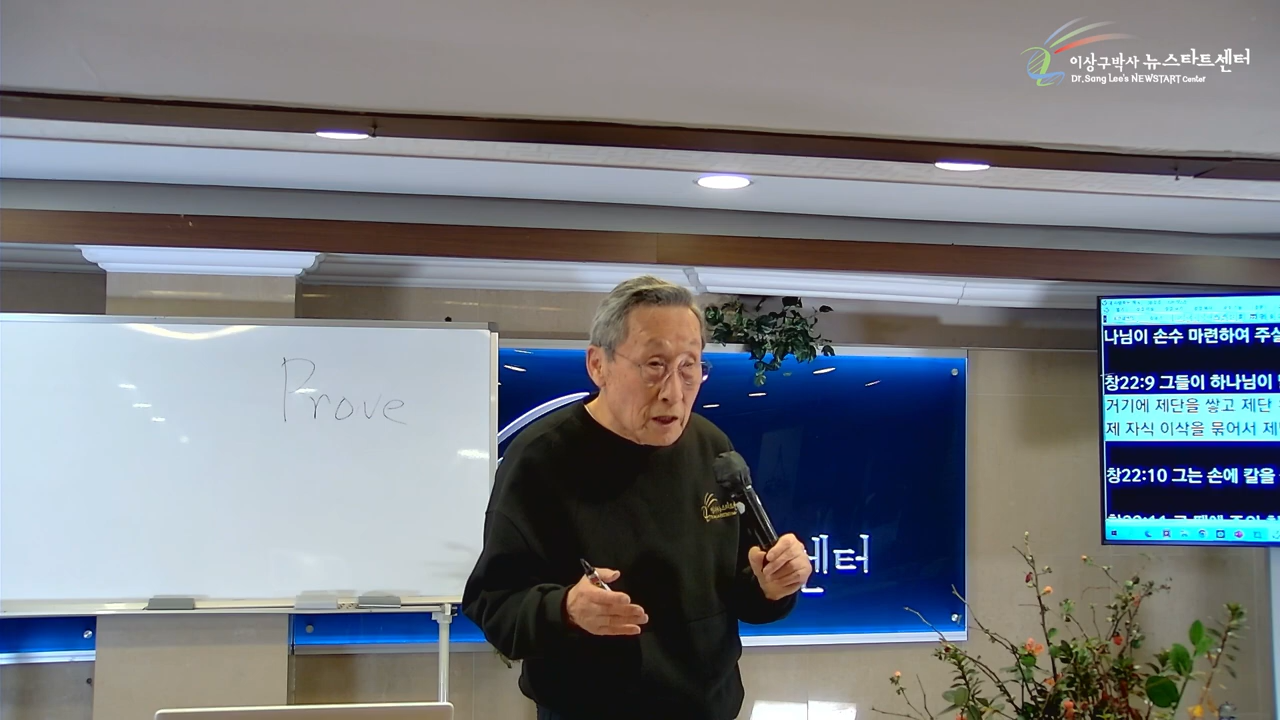 이상구박사 뉴스타트센터
Dr. Sang Lee's NEWSTART Center
Prove
나님이 손수 마련하여 주실
창22:9 그들이 하나님이
거기에 제단을 쌓고 제단
제 자식 이삭을 묶어서 제
창22:10 그는 손에 칼을
센터